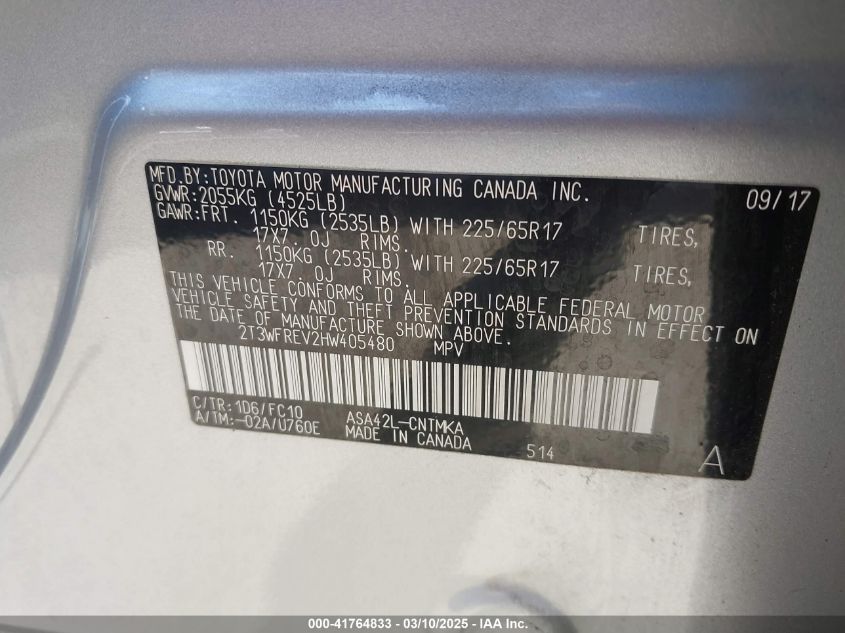 MFD.BY:TOYOTA MOTOR MANUFACTURING CANADA INC. 09/17
GVWR:2055KG (4525LB)
GAWR:FRT. 1150KG (2535LB) WITH 225/65R17 TIRES,
17X7.0J RIMS.
RR. 1150KG (2535LB) WITH 225/65R17 TIRES,
17X7.0J RIMS.
THIS VEHICLE CONFORMS TO ALL APPLICABLE FEDERAL MOTOR
VEHICLE SAFETY AND THEFT PREVENTION STANDARDS IN EFFECT ON
THE DATE OF MANUFACTURE SHOWN ABOVE.
2T3WFREV2HW405480 MPV
C/TR:1D6/FC10 ASA42L-CNTMKA
A/TM:-02A/U760E MADE IN CANADA 514 A
000-41764833 - 03/10/2025 - IAA Inc.